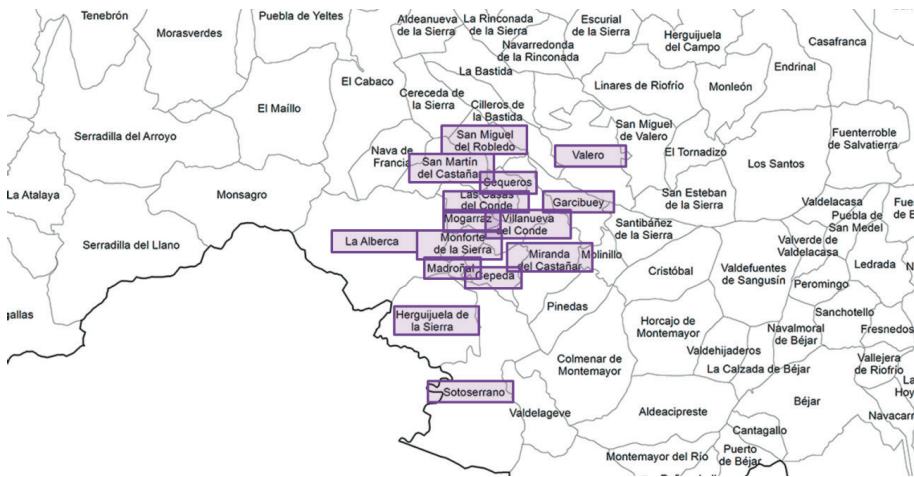 Tenebrón
Puebla de Yeltes
Aldeanueva
de la Sierra
La Rinconada
de la Sierra
Escurial
de la Sierra
Morasverdes
Navarredonda
de la Rinconada
Herguijuela
del Campo
Casafranca
Endrinal
La Bastida
El Cabaco
Cereceda de
la Sierra
Linares de Riofrío
Monleón
El Maíllo
Cilleros de
la Bastida
San Miguel
de Valero
Serradilla del Arroyo
San Miguel
del Robledo
Fuenterroble
de Salvatierra
Nava de
Francia
Valero
El Tornadizo
San Martín
del Castaña
Los Santos
La Atalaya
Monsagro
Cequeros
San Esteban
de la Sierra
Las Casas
del Conde
Garcibuey
Valdelacasa
Fue
de B
Mogarraz
Villanueva
del Conde
Santibáñez
de la Sierra
Puebla de
San Medel
Serradilla del Llano
La Alberca
Monforte
de la Sierra
Valverde de
Valdelacasa
Miranda
del Castañar
Molinillo
Madroñal
Cepeda
Cristóbal
Valdefuentes
de Sangusín
Ledrada
Peromingo
gallas
Herguijuela de
la Sierra
Pinedas
Horcajo de
Montemayor
Sanchotello
Navalmoral
de Béjar
Fresnedos
Valdehijaderos
Colmenar de
Montemayor
La Calzada de Béjar
Vallejera
de Riofrío
La
Hoy
Sotoserrano
Valdelageve
Aldeacipreste
Béjar
Navacarr
Cantagallo
Montemayor del Río
Puerto
de Béjar